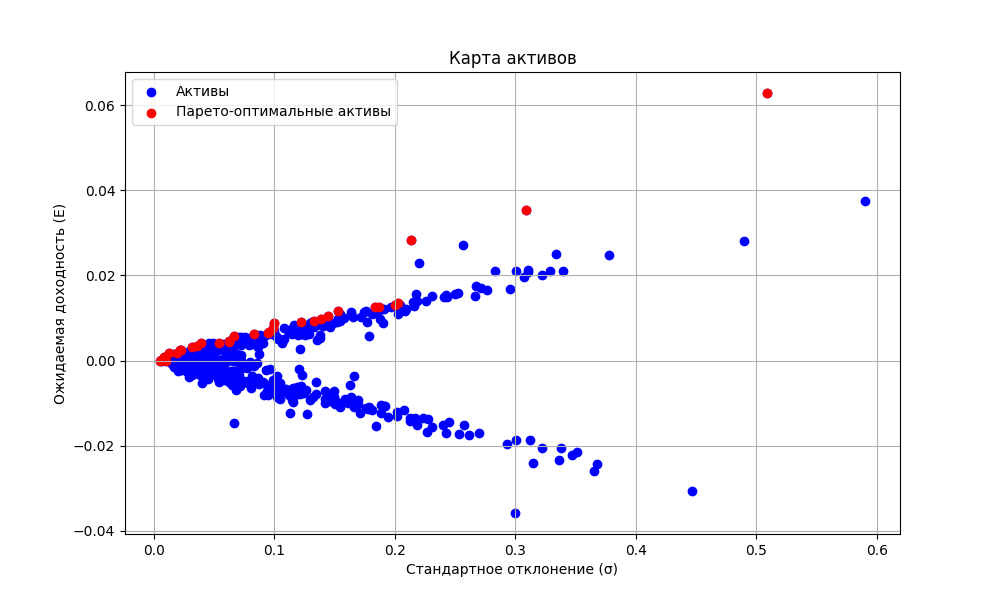 Карта активов
Активы
Парето-оптимальные активы
Ожидаемая доходность (E)
0.06
0.04
0.02
0.00
−0.02
−0.04
0.0 0.1 0.2 0.3 0.4 0.5 0.6
Стандартное отклонение (σ)